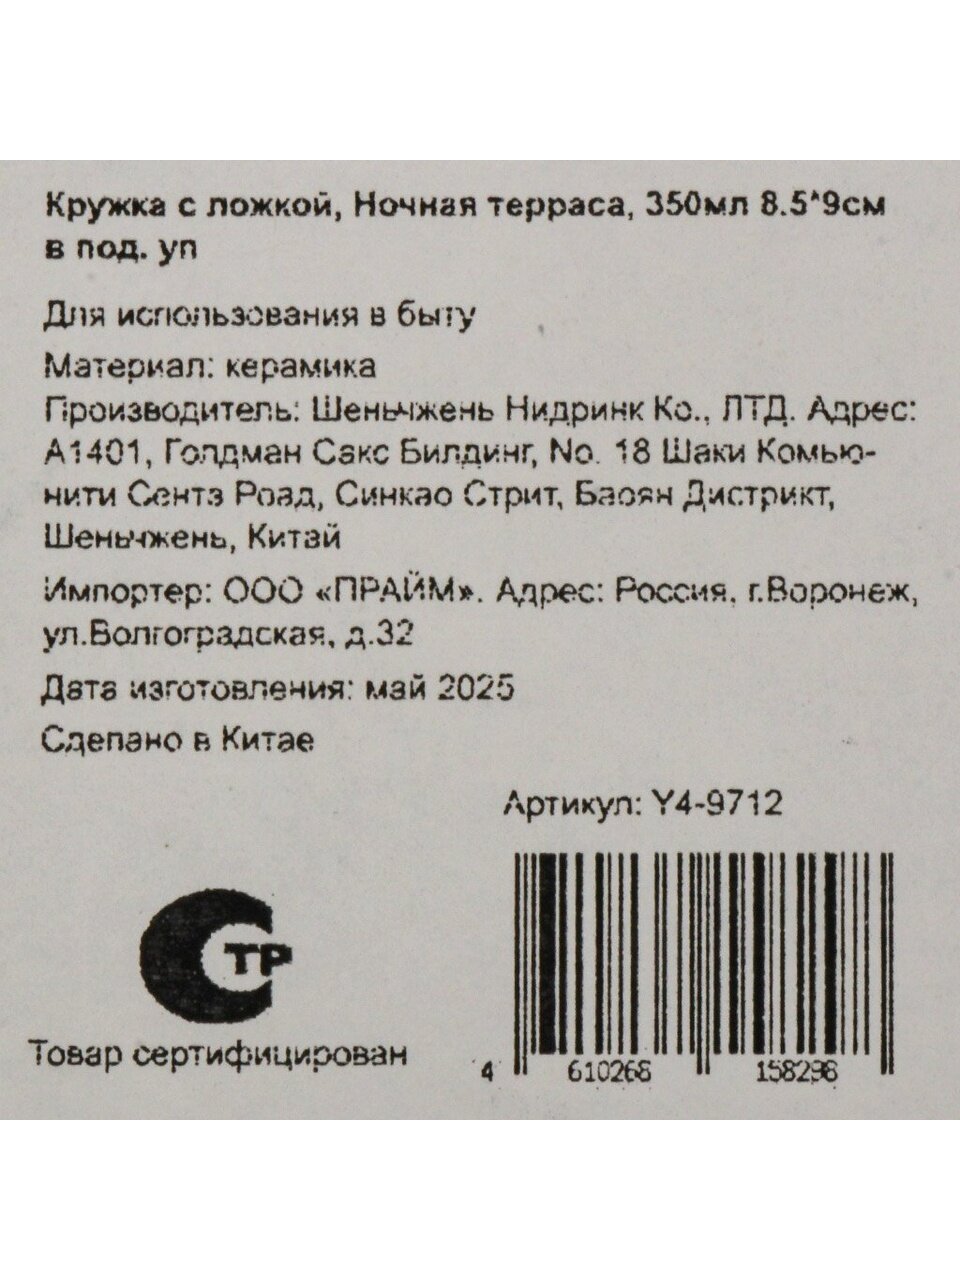 Кружка с ложкой, Ночная терраса, 350мл 8.5*9см
в под. уп
Для использования в быту
Материал: керамика
Производитель: Шеньчжень Нидринк Ко., ЛТД. Адрес:
А1401, Голдман Сакс Билдинг, No. 18 Шаки Комью-
нити Сентэ Роад, Синкао Стрит, Баоян Дистрикт,
Шеньчжень, Китай
Импортер: ООО «ПРАЙМ». Адрес: Россия, г.Воронеж,
ул.Волгоградская, д.32
Дата изготовления: май 2025
Сделано в Китае
Артикул: Y4-9712
СТР
Товар сертифицирован
4 610268 158298